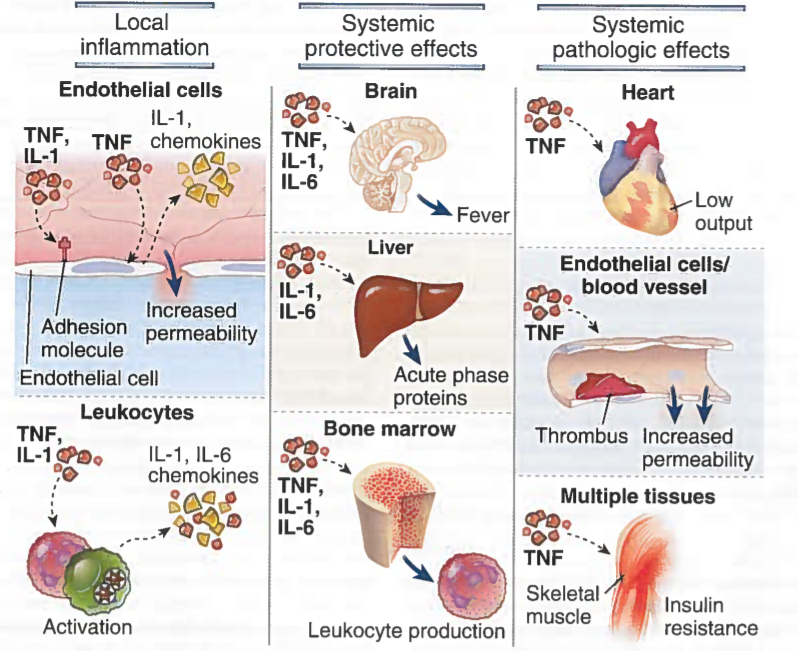 Local
inflammation
Endothelial cells
TNF,
IL-1
TNF
IL-1,
chemokines
Adhesion
molecule
Increased
permeability
Endothelial cell
Leukocytes
TNF,
IL-1
IL-1, IL-6
chemokines
Activation
Systemic
protective effects
Brain
TNF,
IL-1,
IL-6
Fever
Liver
IL-1,
IL-6
Acute phase
proteins
Bone marrow
TNF,
IL-1,
IL-6
Leukocyte production
Systemic
pathologic effects
Heart
TNF
Low
output
Endothelial cells/
blood vessel
TNF
Thrombus
Increased
permeability
Multiple tissues
TNF
Skeletal
muscle
Insulin
resistance